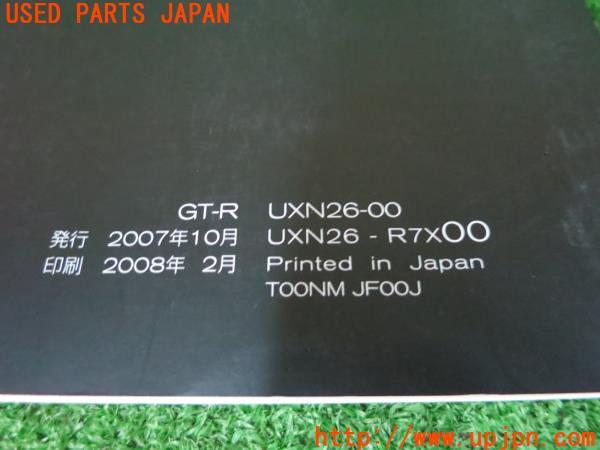 USED PARTS JAPAN
GT-R UXN26-00
発行 2007年10月 UXN26 - R7X00
印刷 2008年 2月 Printed in Japan
T00NM JF00J
http://www.upjpn.com/